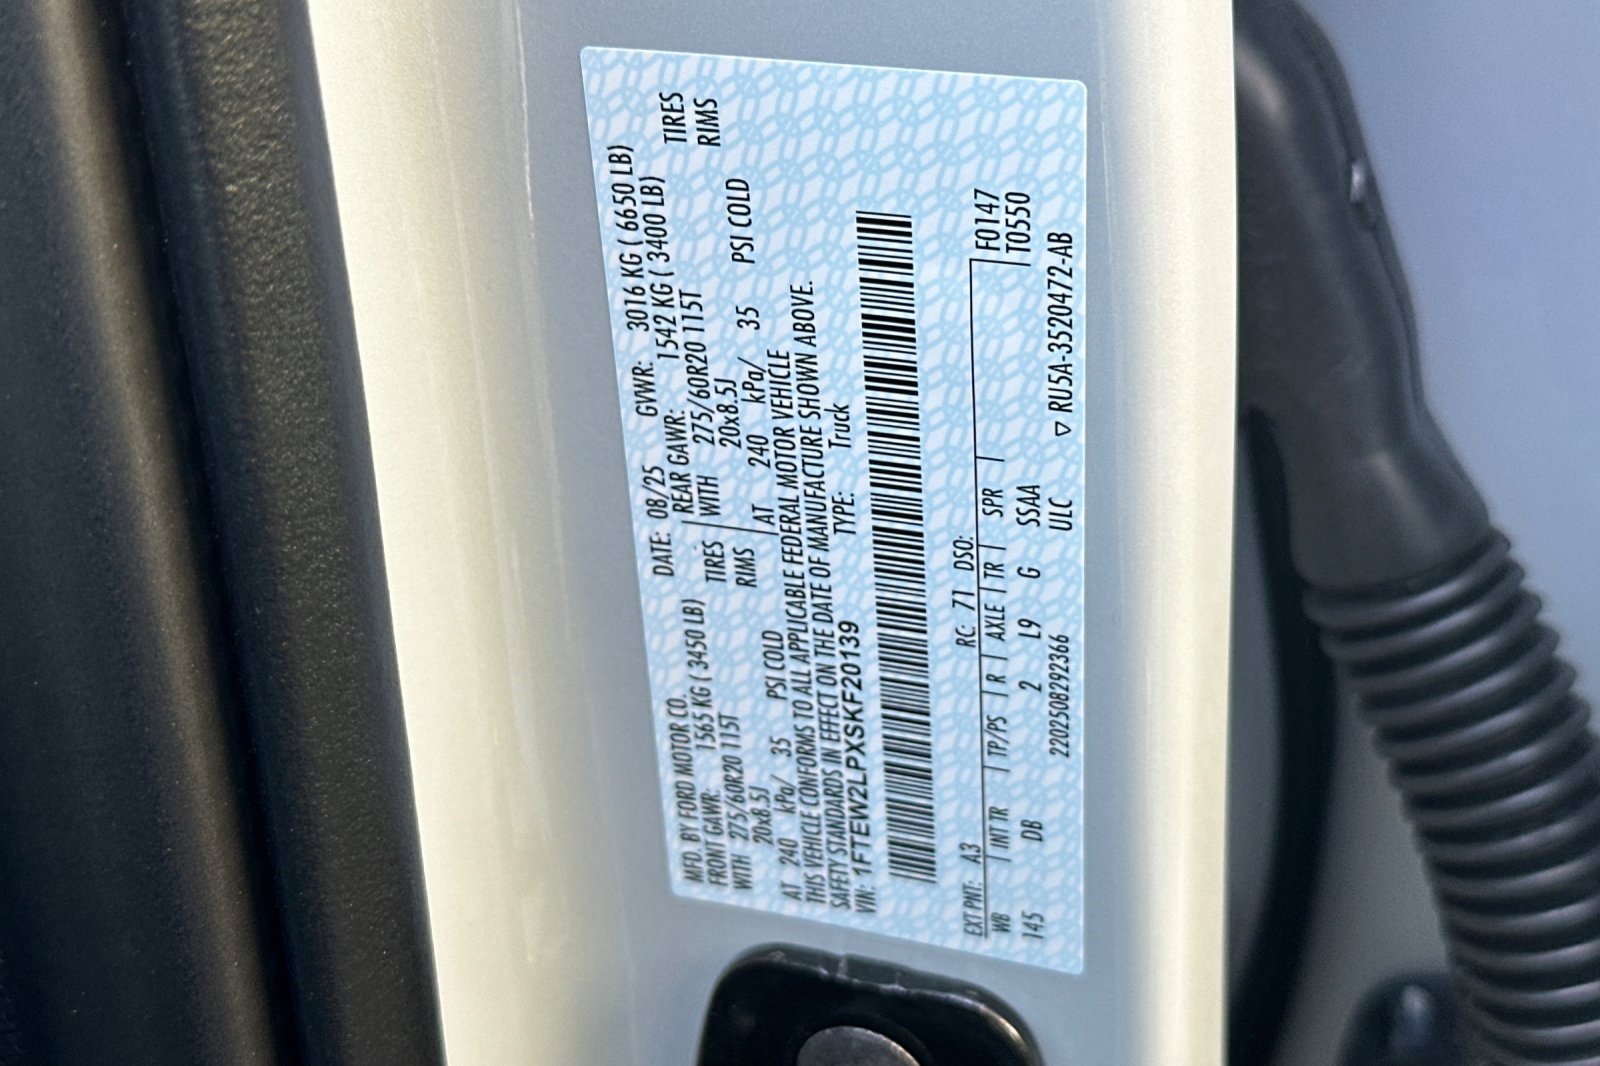 MFD. BY FORD MOTOR CO. DATE: 08/25 GVWR: 3016 KG ( 6650 LB)
FRONT GAWR: 1565 KG ( 3450 LB) REAR GAWR: 1542 KG ( 3400 LB)
WITH 275/60R20 115T TIRES WITH 275/60R20 115T TIRES
20x8.5J RIMS 20x8.5J RIMS
AT 240 kPa/ 35 PSI COLD AT 240 kPa/ 35 PSI COLD
THIS VEHICLE CONFORMS TO ALL APPLICABLE FEDERAL MOTOR VEHICLE
SAFETY STANDARDS IN EFFECT ON THE DATE OF MANUFACTURE SHOWN ABOVE.
VIN: 1FTEW2LPXSKF20139 TYPE: Truck
EXT PNT: A3 RC: 71 DSO: F0147
WB INT TR TP/PS R AXLE TR SPR T0550
145 DB 2 L9 G SSAA
2202508292366 ULC ▽ RU5A-3520472-AB